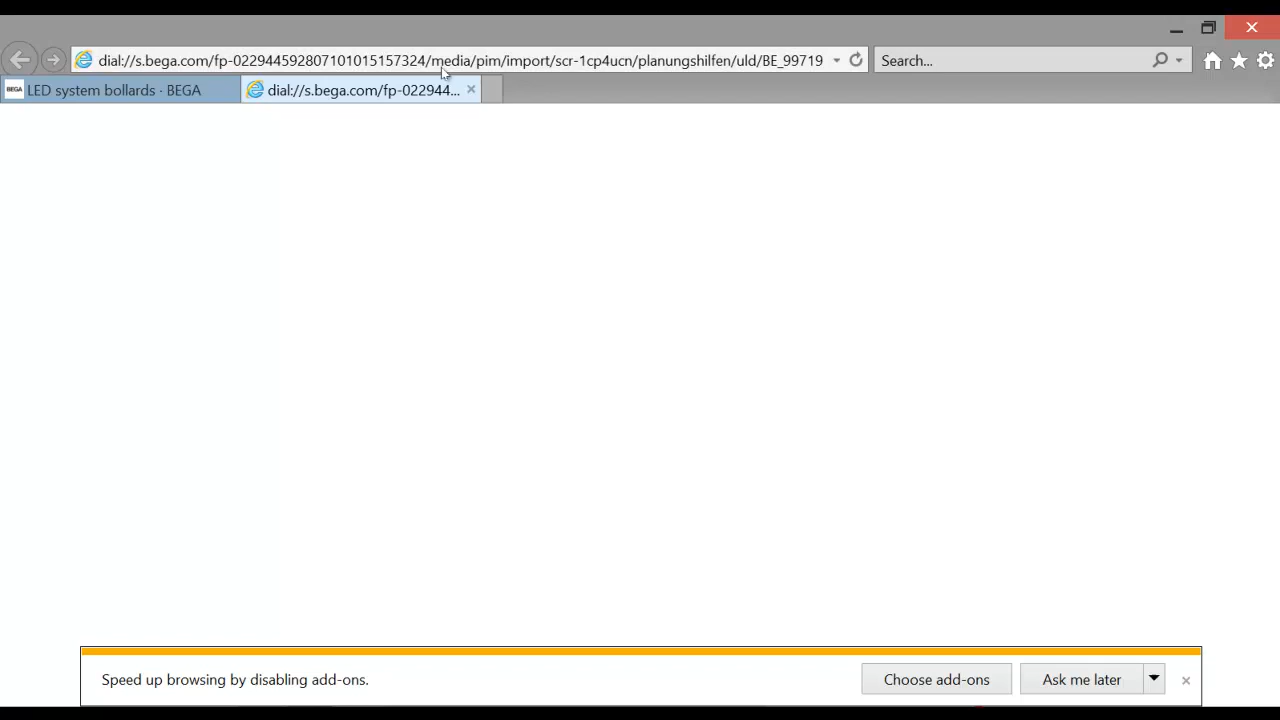 dial://s.bega.com/fp-022944592807101015157324/media/pim/import/scr-1cp4ucn/planungshilfen/uld/BE_99719
Search...
BEGA LED system bollards · BEGA
dial://s.bega.com/fp-022944...
Speed up browsing by disabling add-ons.
Choose add-ons
Ask me later